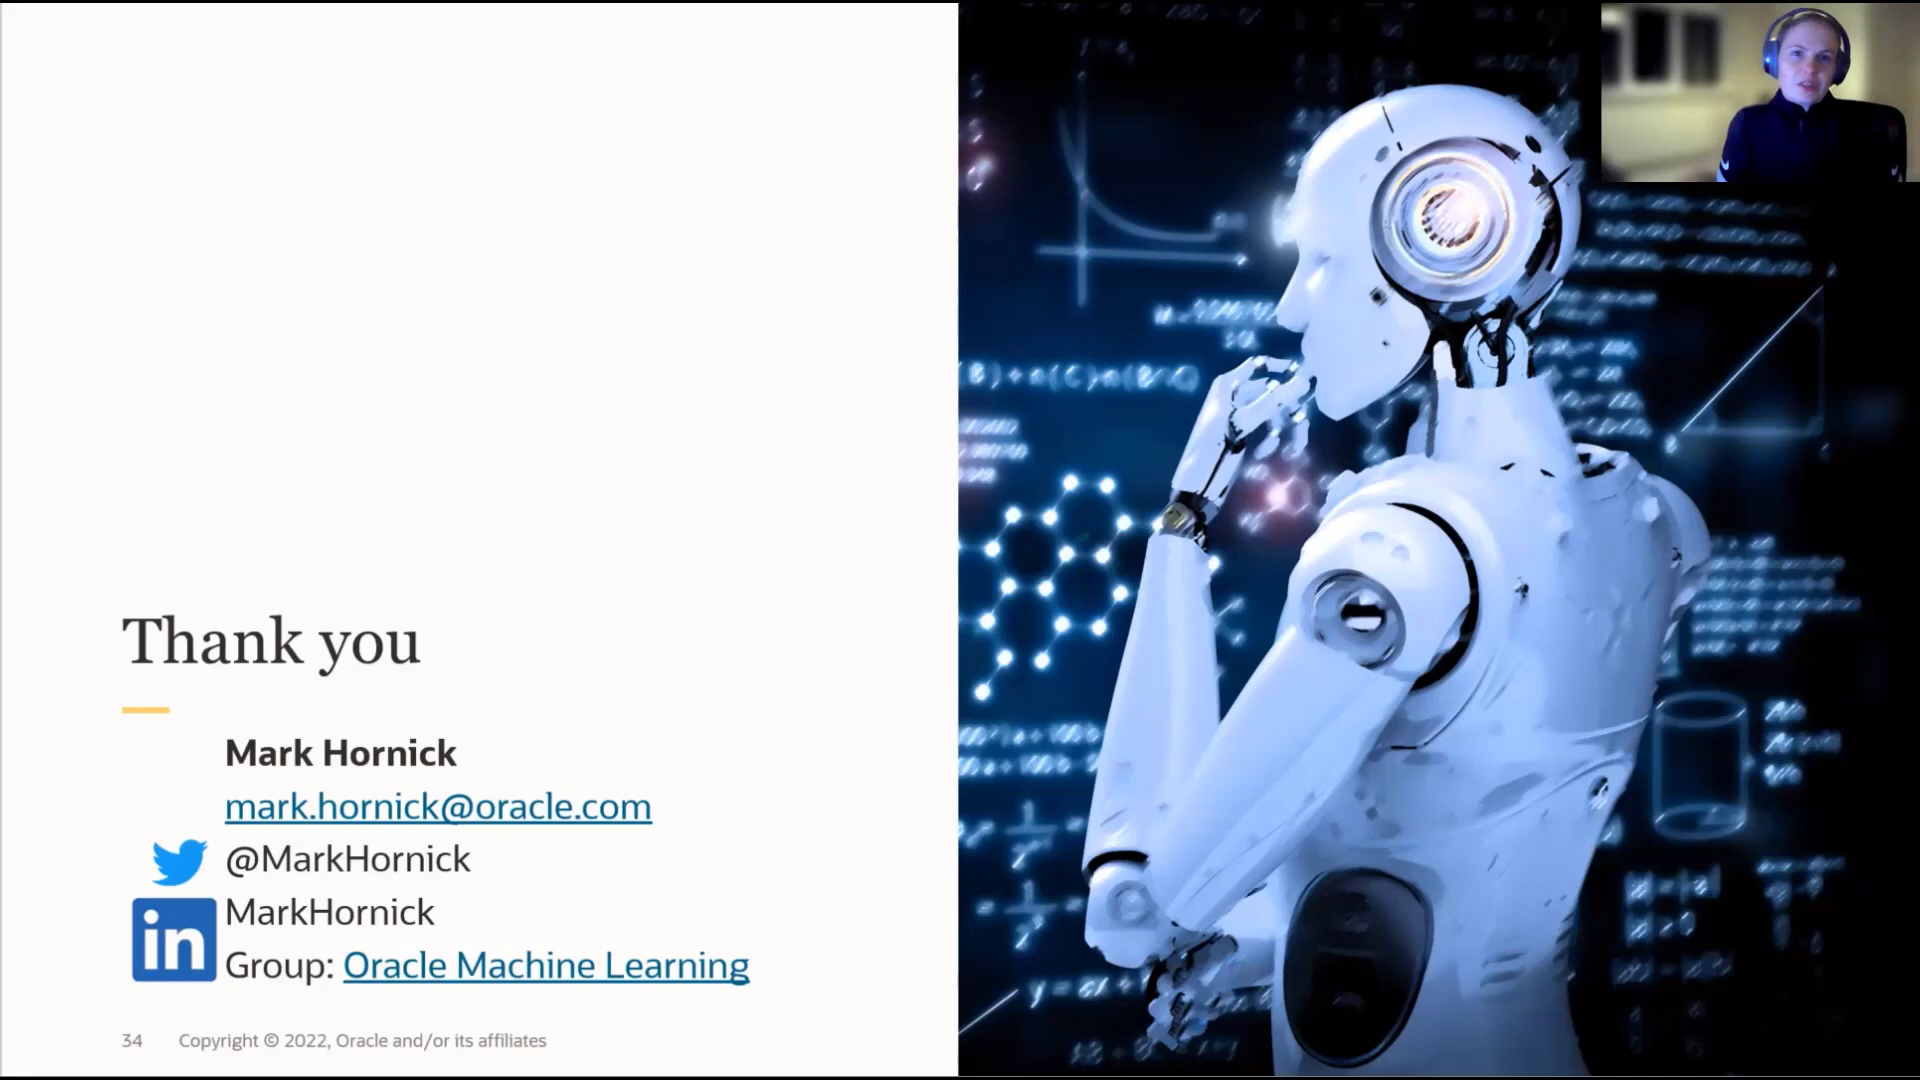 Thank you
Mark Hornick
mark.hornick@oracle.com
@MarkHornick
in MarkHornick
Group: Oracle Machine Learning
34 Copyright © 2022, Oracle and/or its affiliates